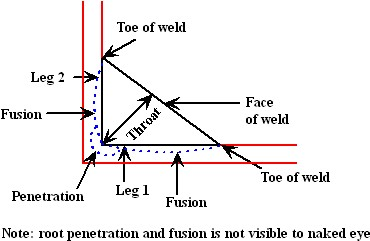 Toe of weld
Leg 2
Fusion
Throat
Face
of weld
Toe of weld
Penetration
Leg 1
Fusion
Note: root penetration and fusion is not visible to naked eye